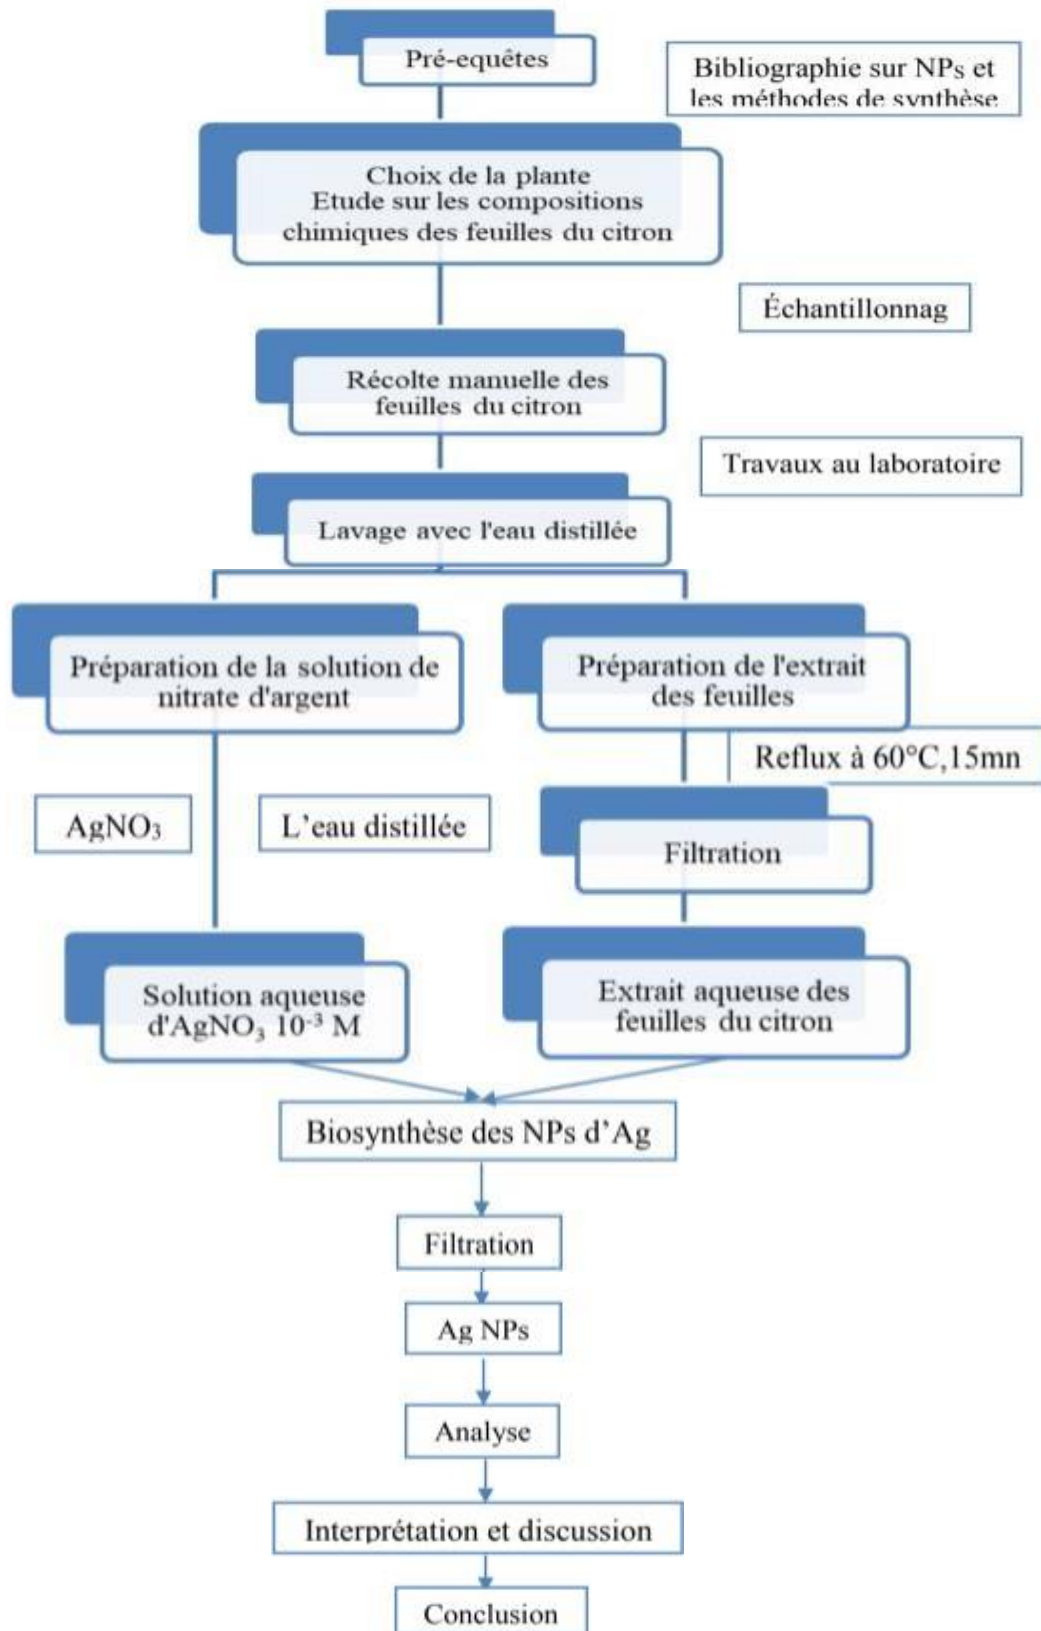 Pré-equêtes
Bibliographie sur NPs et
les méthodes de synthèse
Choix de la plante
Etude sur les compositions
chimiques des feuilles du citron
Échantillonnag
Récolte manuelle des
feuilles du citron
Travaux au laboratoire
Lavage avec l'eau distillée
Préparation de la solution de
nitrate d'argent
Préparation de l'extrait
des feuilles
Reflux à 60°C,15mn
AgNO₃
L'eau distillée
Filtration
Solution aqueuse
d'AgNO₃ 10⁻³ M
Extrait aqueuse des
feuilles du citron
Biosynthèse des NPs d'Ag
Filtration
Ag NPs
Analyse
Interprétation et discussion
Conclusion